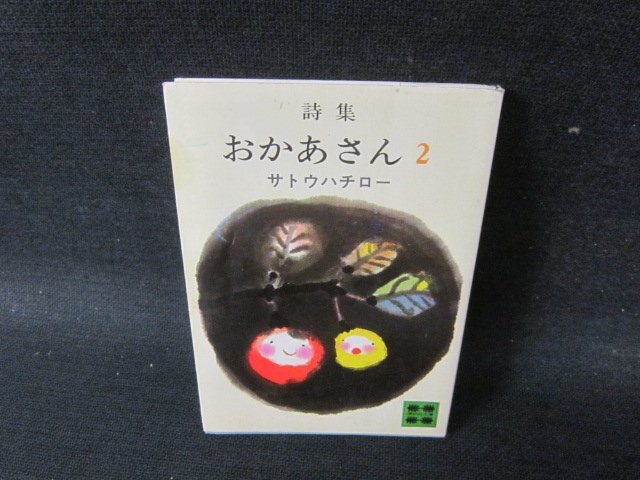 詩集
おかあさん 2
サトウハチロー